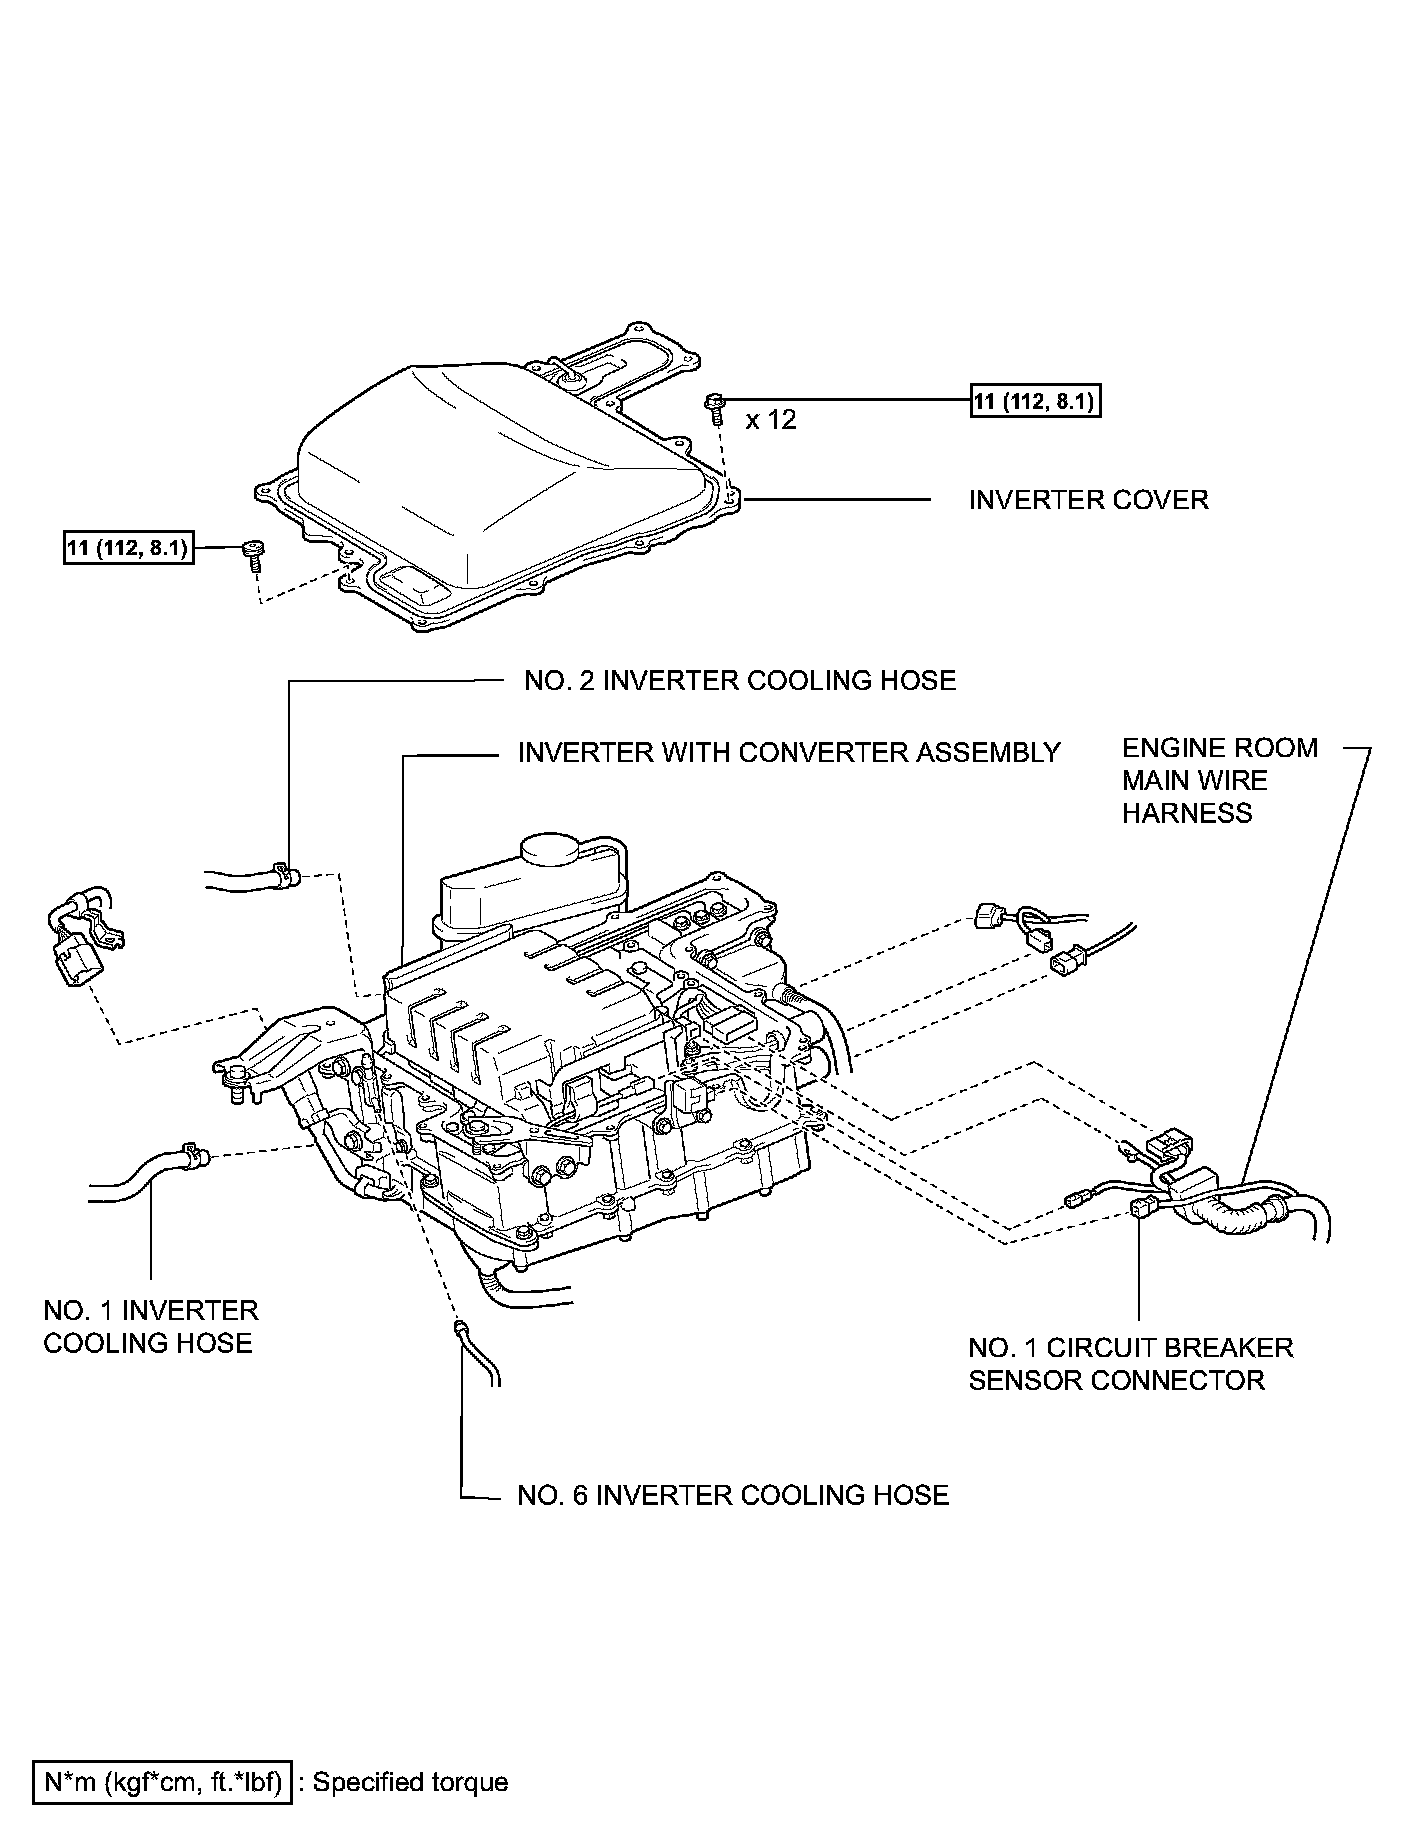 11 (112, 8.1)
x 12
INVERTER COVER
11 (112, 8.1)
NO. 2 INVERTER COOLING HOSE
INVERTER WITH CONVERTER ASSEMBLY
ENGINE ROOM
MAIN WIRE
HARNESS
NO. 1 INVERTER
COOLING HOSE
NO. 1 CIRCUIT BREAKER
SENSOR CONNECTOR
NO. 6 INVERTER COOLING HOSE
N*m (kgf*cm, ft.*lbf) : Specified torque